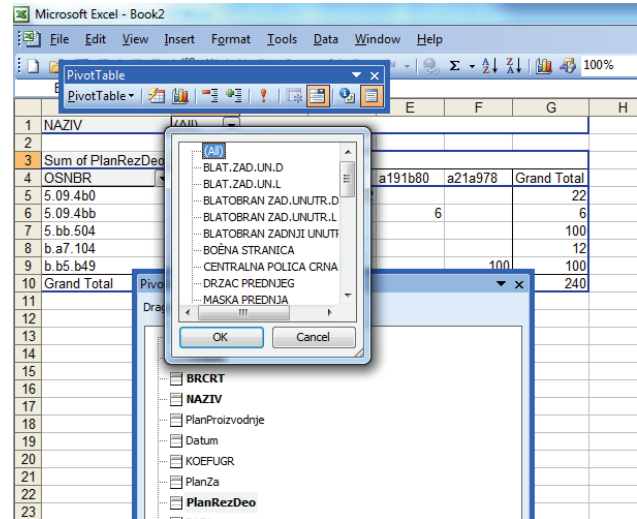 Microsoft Excel - Book2
File Edit View Insert Format Tools Data Window Help
Σ 100%
PivotTable
PivotTable
E F G H
1 NAZIV (All)
2
3 Sum of PlanRezDeo
4 OSNBR a191b80 a21a978 Grand Total
5 5.09.4b0 22
6 5.09.4bb 6 6
7 5.bb.504 100
8 b.a7.104 12
9 b.b5.b49 100 100
10 Grand Total 240
(All)
BLAT.ZAD.UN.D
BLAT.ZAD.UN.L
BLATOBRAN ZAD.UNUTR.D
BLATOBRAN ZAD.UNUTR.L
BLATOBRAN ZADNJI UNUTR
BOÈNA STRANICA
CENTRALNA POLICA CRNA
DRZAC PREDNJEG
MASKA PREDNJA
OK Cancel
11
12
13
14
15
16
17
18
19
20
21
22
23
BRCRT
NAZIV
PlanProizvodnje
Datum
KOEFUGR
PlanZa
PlanRezDeo